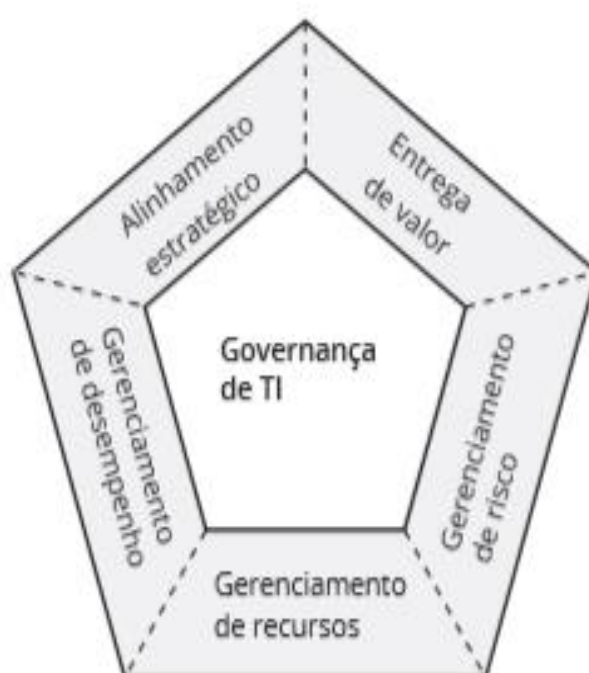 Alinhamento
estratégico
Entrega
de valor
Governança
de TI
Gerenciamento
de desempenho
Gerenciamento
de risco
Gerenciamento
de recursos